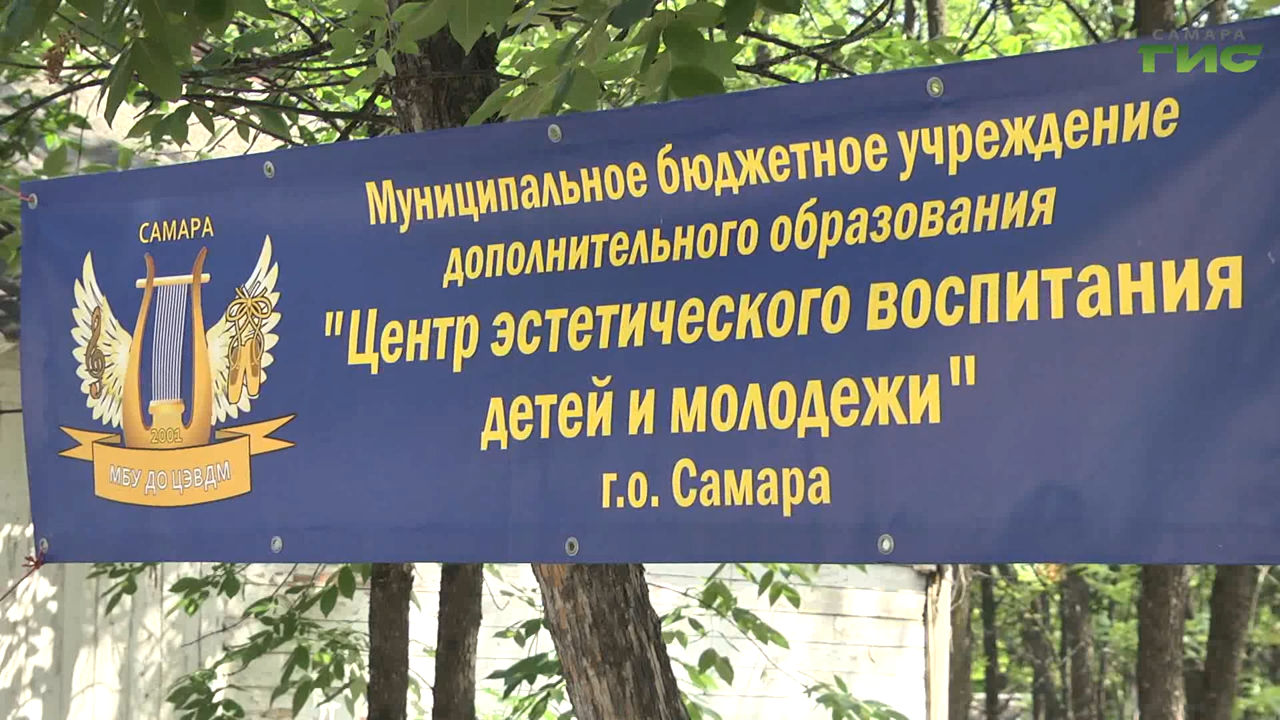 САМАРА
ГИС
Муниципальное бюджетное учреждение
дополнительного образования
"Центр эстетического воспитания
детей и молодежи"
г.о. Самара
САМАРА
2001
МБУ ДО ЦЭВДМ